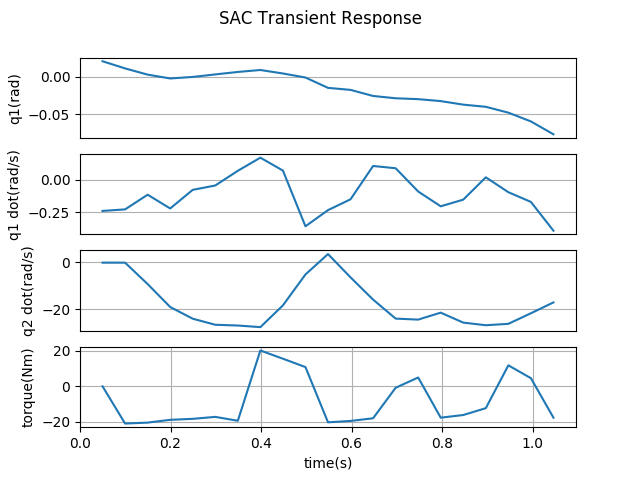 SAC Transient Response
q1(rad)
0.00
−0.05
q1 dot(rad/s)
0.00
−0.25
q2 dot(rad/s)
0
−20
torque(Nm)
20
0
−20
0.0 0.2 0.4 0.6 0.8 1.0
time(s)